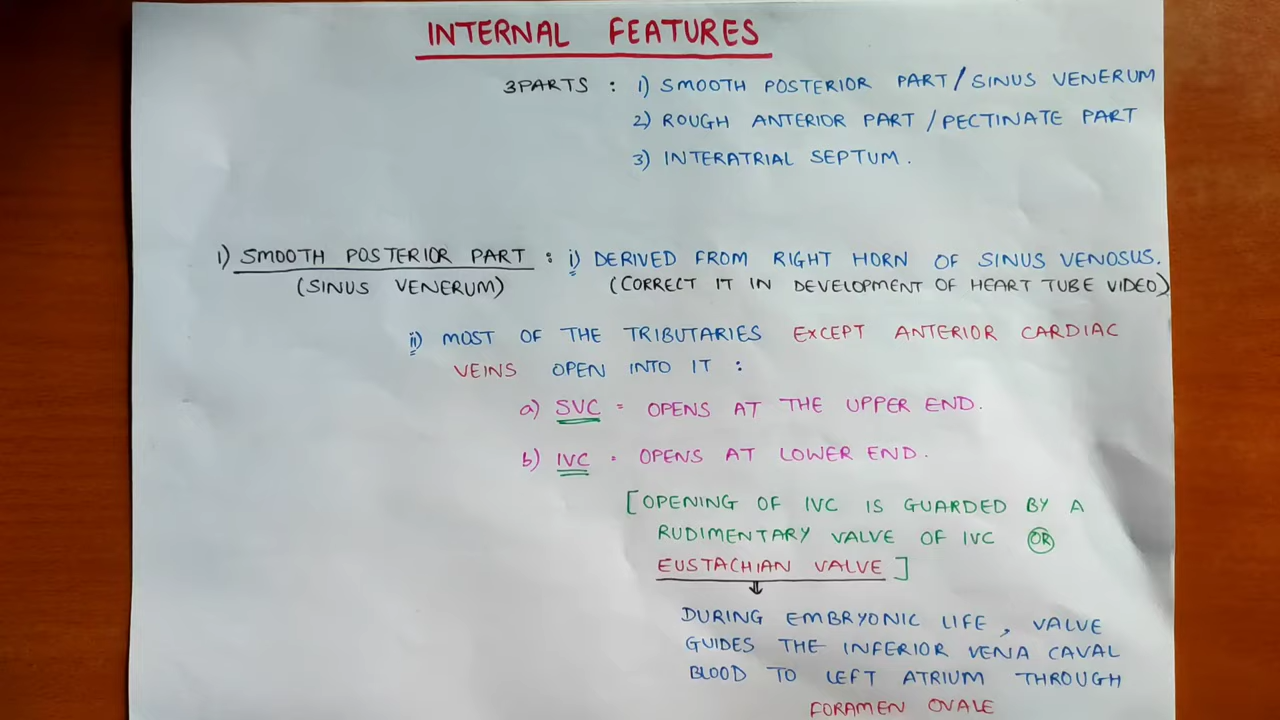 INTERNAL FEATURES
3PARTS : 1) SMOOTH POSTERIOR PART/SINUS VENERUM
2) ROUGH ANTERIOR PART/PECTINATE PART
3) INTERATRIAL SEPTUM.
1) SMOOTH POSTERIOR PART : i) DERIVED FROM RIGHT HORN OF SINUS VENOSUS.
(SINUS VENERUM) (CORRECT IT IN DEVELOPMENT OF HEART TUBE VIDEO)
ii) MOST OF THE TRIBUTARIES EXCEPT ANTERIOR CARDIAC
VEINS OPEN INTO IT :
a) SVC = OPENS AT THE UPPER END.
b) IVC = OPENS AT LOWER END.
[OPENING OF IVC IS GUARDED BY A
RUDIMENTARY VALVE OF IVC OR
EUSTACHIAN VALVE]
↓
DURING EMBRYONIC LIFE, VALVE
GUIDES THE INFERIOR VENA CAVAL
BLOOD TO LEFT ATRIUM THROUGH
FORAMEN OVALE